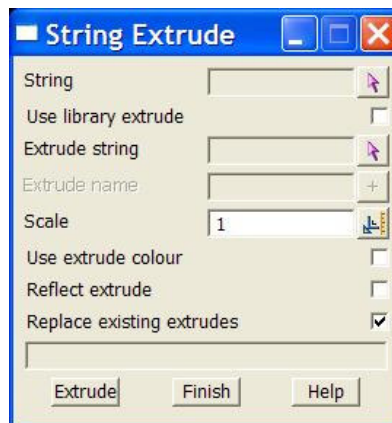 String Extrude
String
Use library extrude
Extrude string
Extrude name
Scale 1
Use extrude colour
Reflect extrude
Replace existing extrudes
Extrude Finish Help